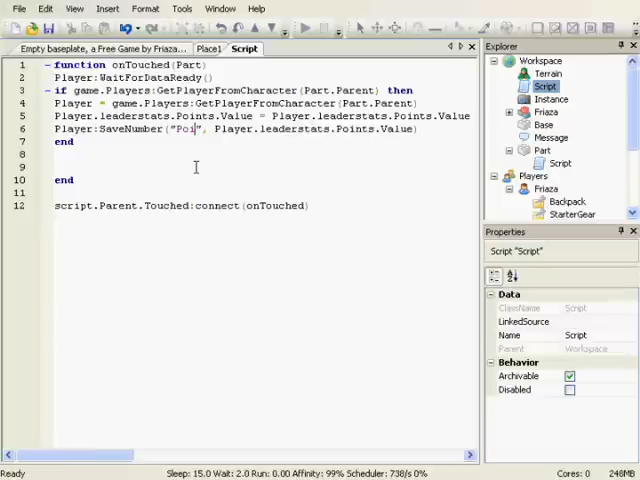 File Edit View Insert Format Tools Window Help
Empty baseplate, a Free Game by Friaza... Place1 Script
1 function onTouched(Part)
2 Player:WaitForDataReady()
3 if game.Players:GetPlayerFromCharacter(Part.Parent) then
4 Player = game.Players:GetPlayerFromCharacter(Part.Parent)
5 Player.leaderstats.Points.Value = Player.leaderstats.Points.Value
6 Player:SaveNumber("Poi", Player.leaderstats.Points.Value)
7 end
8
9
10 end
11
12 script.Parent.Touched:connect(onTouched)
Explorer
Workspace
Terrain
Script
Instance
Friaza
Base
Message
Part
Script
Players
Friaza
Backpack
StarterGear
Properties
Script "Script"
Data
ClassName Script
LinkedSource
Name Script
Parent Workspace
Behavior
Archivable
Disabled
Ready Sleep: 15.0 Wait: 2.0 Run: 0.00 Affinity: 99% Scheduler: 738/s 0% Cores: 0 248MB